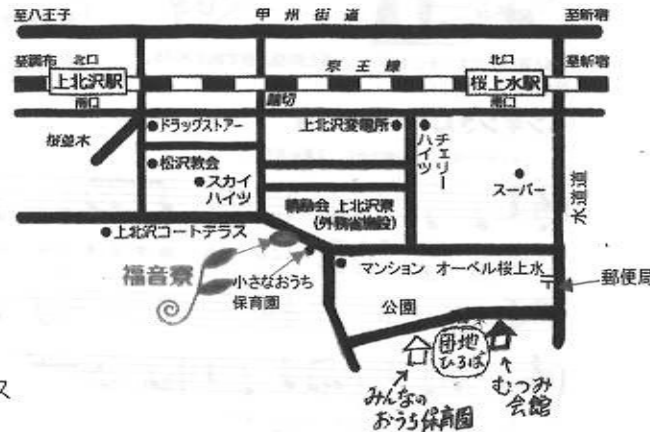 至八王子
甲州街道
至新宿
至調布
北口
上北沢駅
南口
京王線
北口
桜上水駅
南口
至新宿
踏切
桜並木
ドラッグストアー
上北沢変電所
チェリー
ハイツ
松沢教会
スカイ
ハイツ
スーパー
水道道
上北沢寮
(外務省施設)
上北沢コートテラス
福音寮
小さなおうち
保育園
マンション オーベル桜上水
郵便局
公園
団地
ひろば
みんなの
おうち保育園
むつみ
会館
ス